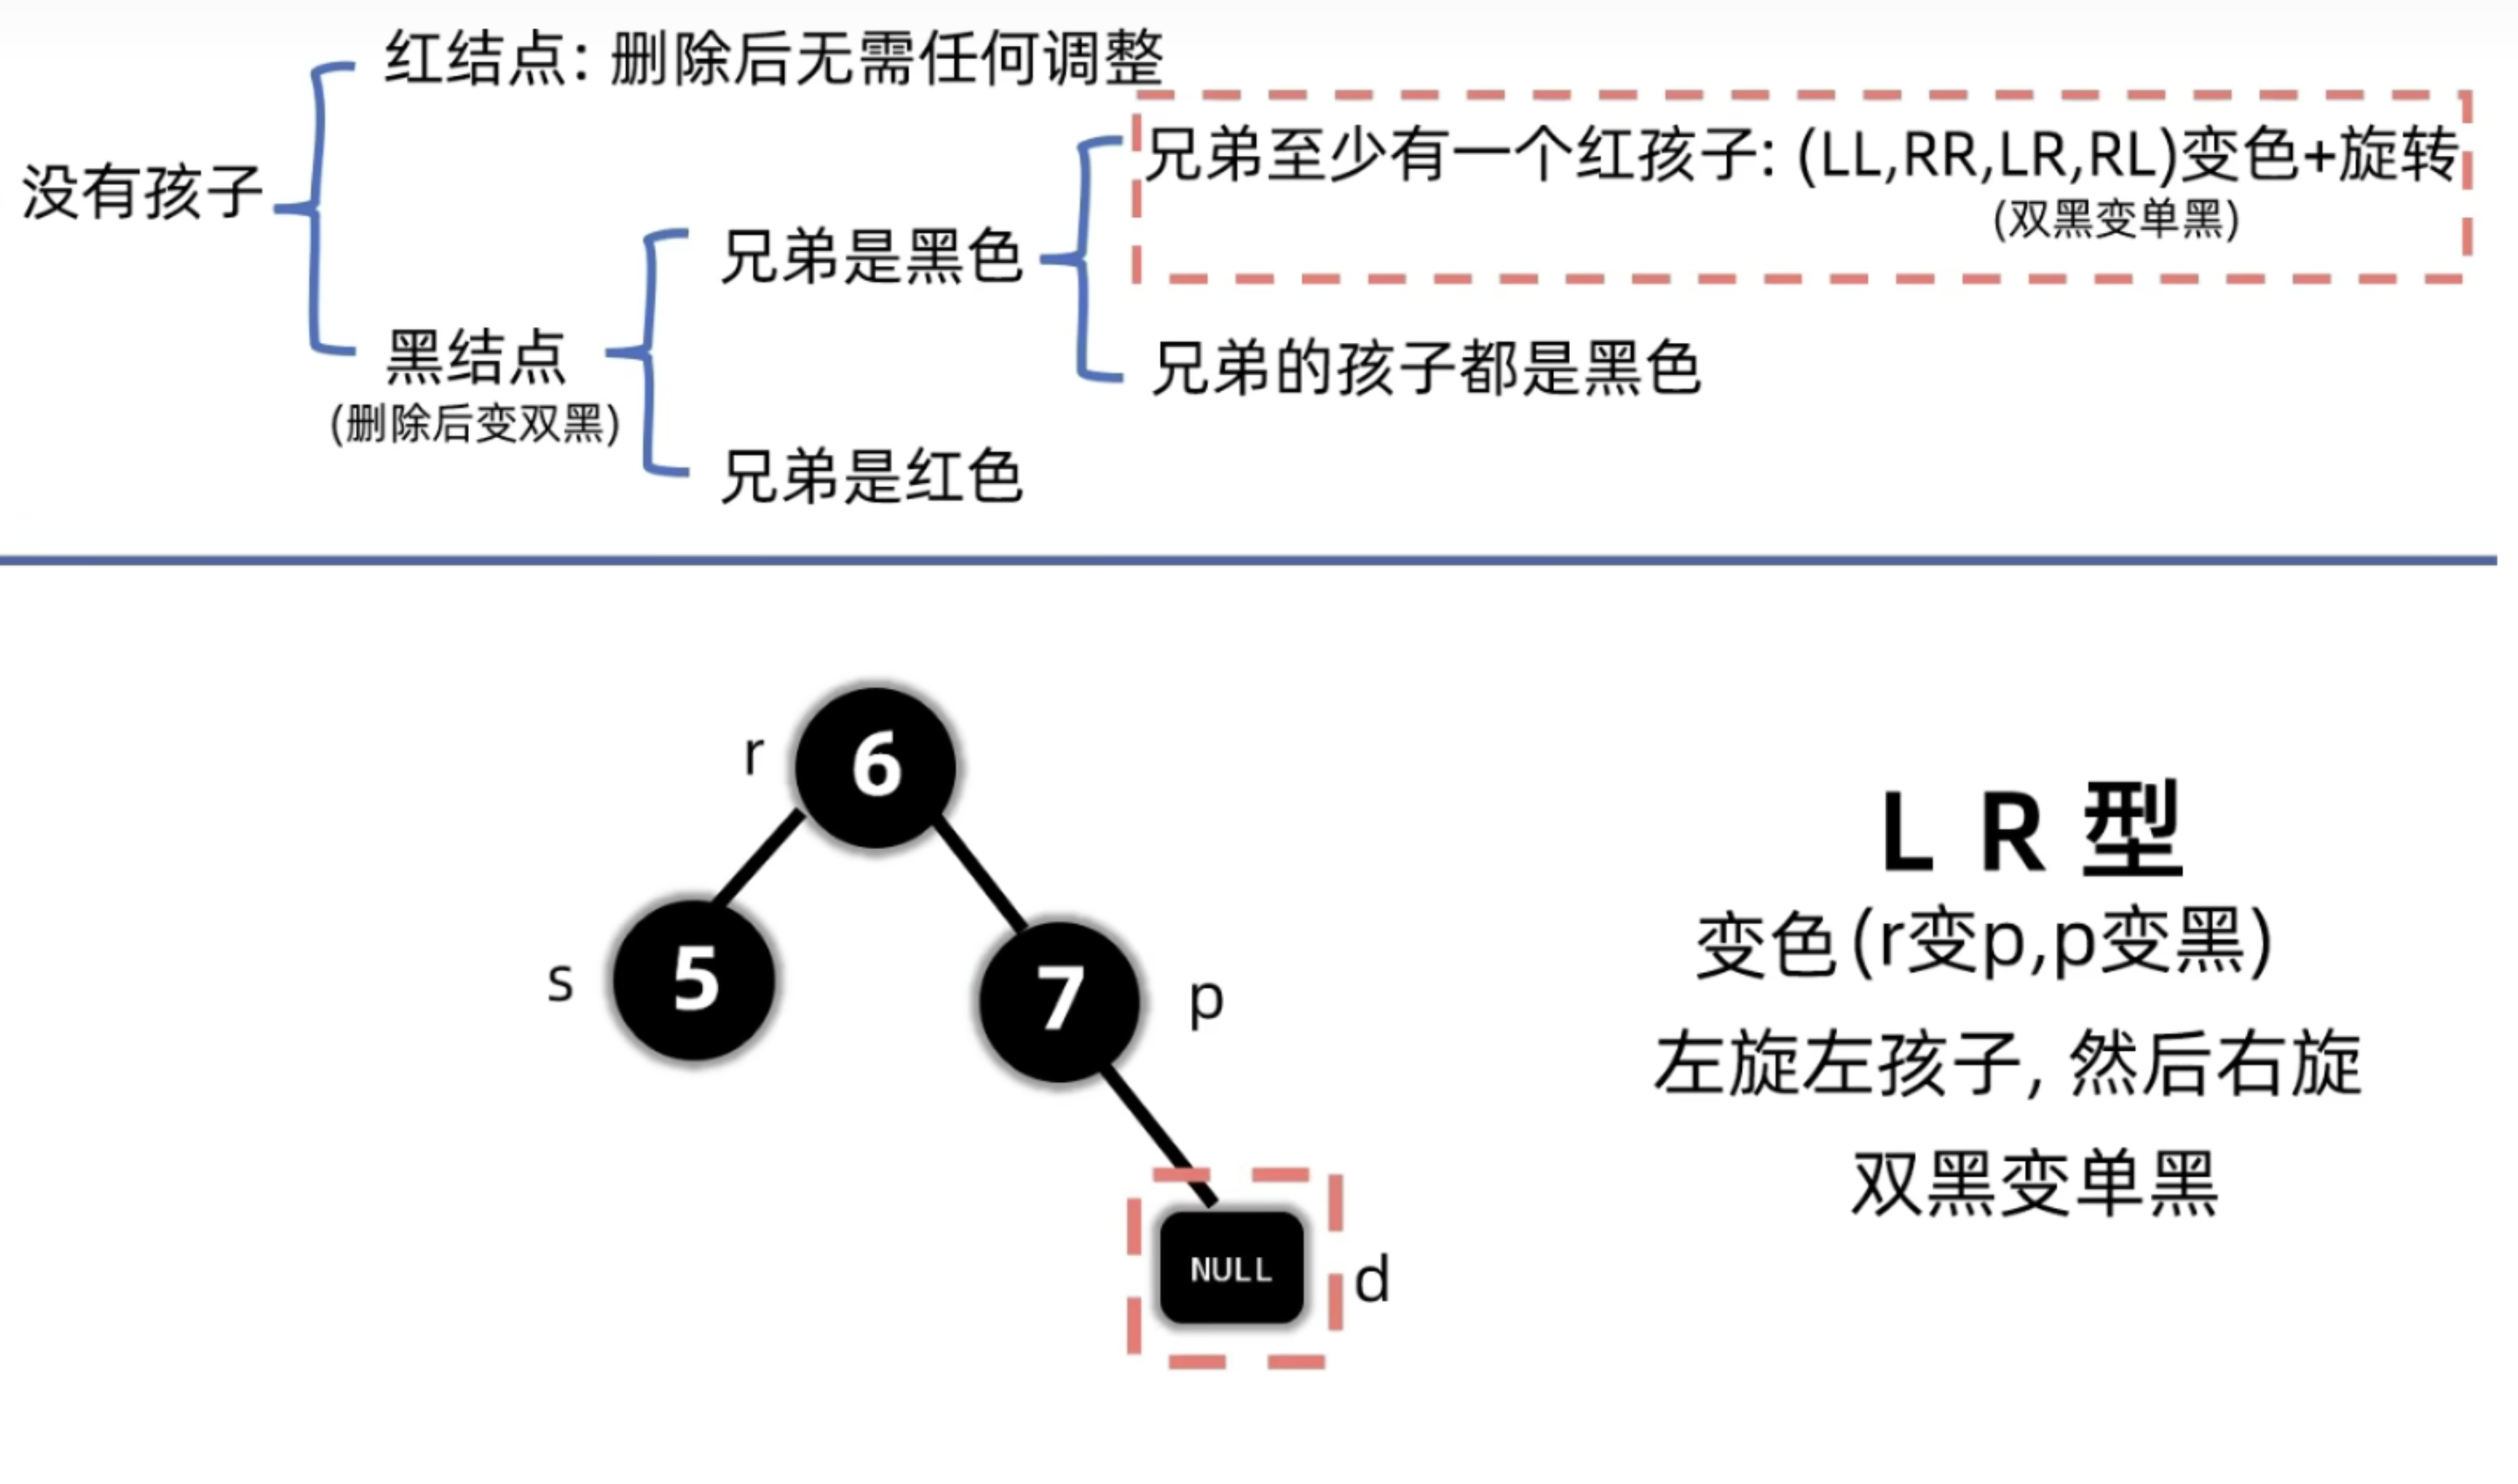 红结点: 删除后无需任何调整
兄弟至少有一个红孩子: (LL,RR,LR,RL)变色+旋转
(双黑变单黑)
没有孩子
兄弟是黑色
黑结点
(删除后变双黑)
兄弟的孩子都是黑色
兄弟是红色
r
6
s
5
7
p
NULL
d
L R 型
变色(r变p,p变黑)
左旋左孩子, 然后右旋
双黑变单黑